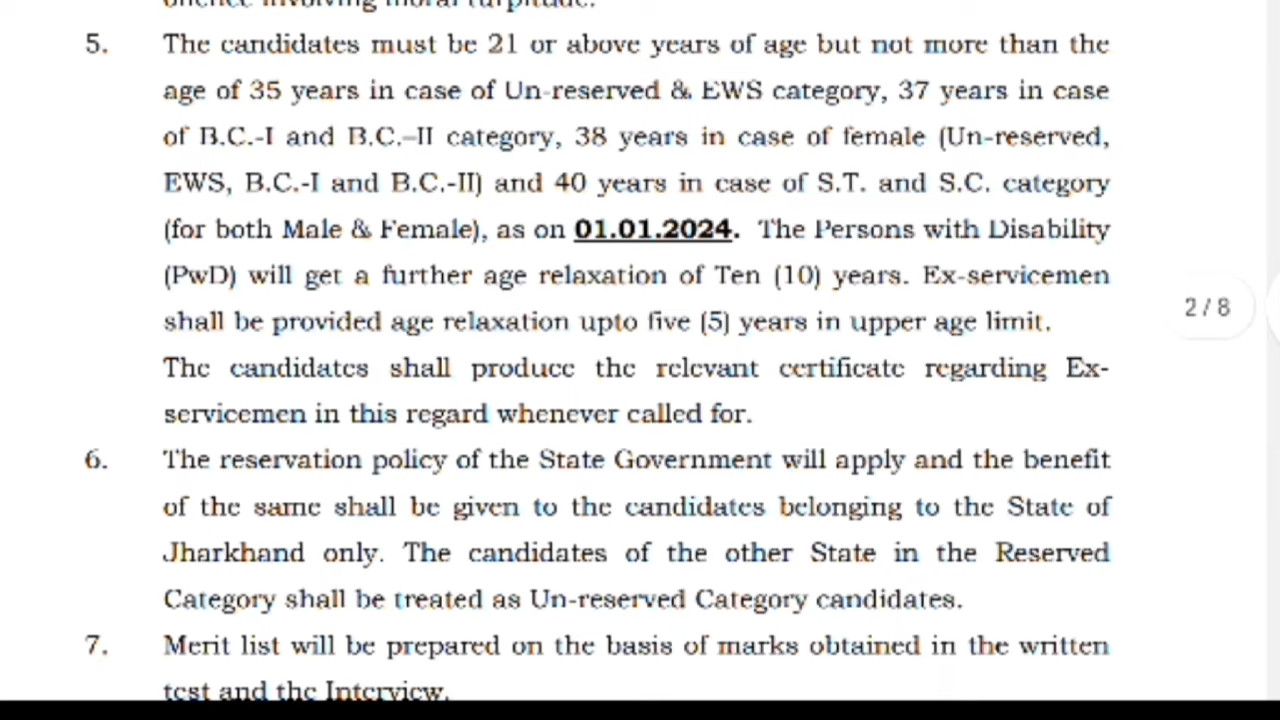 offence involving moral turpitude.
5. The candidates must be 21 or above years of age but not more than the
age of 35 years in case of Un-reserved & EWS category, 37 years in case
of B.C.-I and B.C.–II category, 38 years in case of female (Un-reserved,
EWS, B.C.-I and B.C.-II) and 40 years in case of S.T. and S.C. category
(for both Male & Female), as on 01.01.2024. The Persons with Disability
(PwD) will get a further age relaxation of Ten (10) years. Ex-servicemen
shall be provided age relaxation upto five (5) years in upper age limit.
The candidates shall produce the relevant certificate regarding Ex-
servicemen in this regard whenever called for.
2 / 8
6. The reservation policy of the State Government will apply and the benefit
of the same shall be given to the candidates belonging to the State of
Jharkhand only. The candidates of the other State in the Reserved
Category shall be treated as Un-reserved Category candidates.
7. Merit list will be prepared on the basis of marks obtained in the written
test and the Interview.